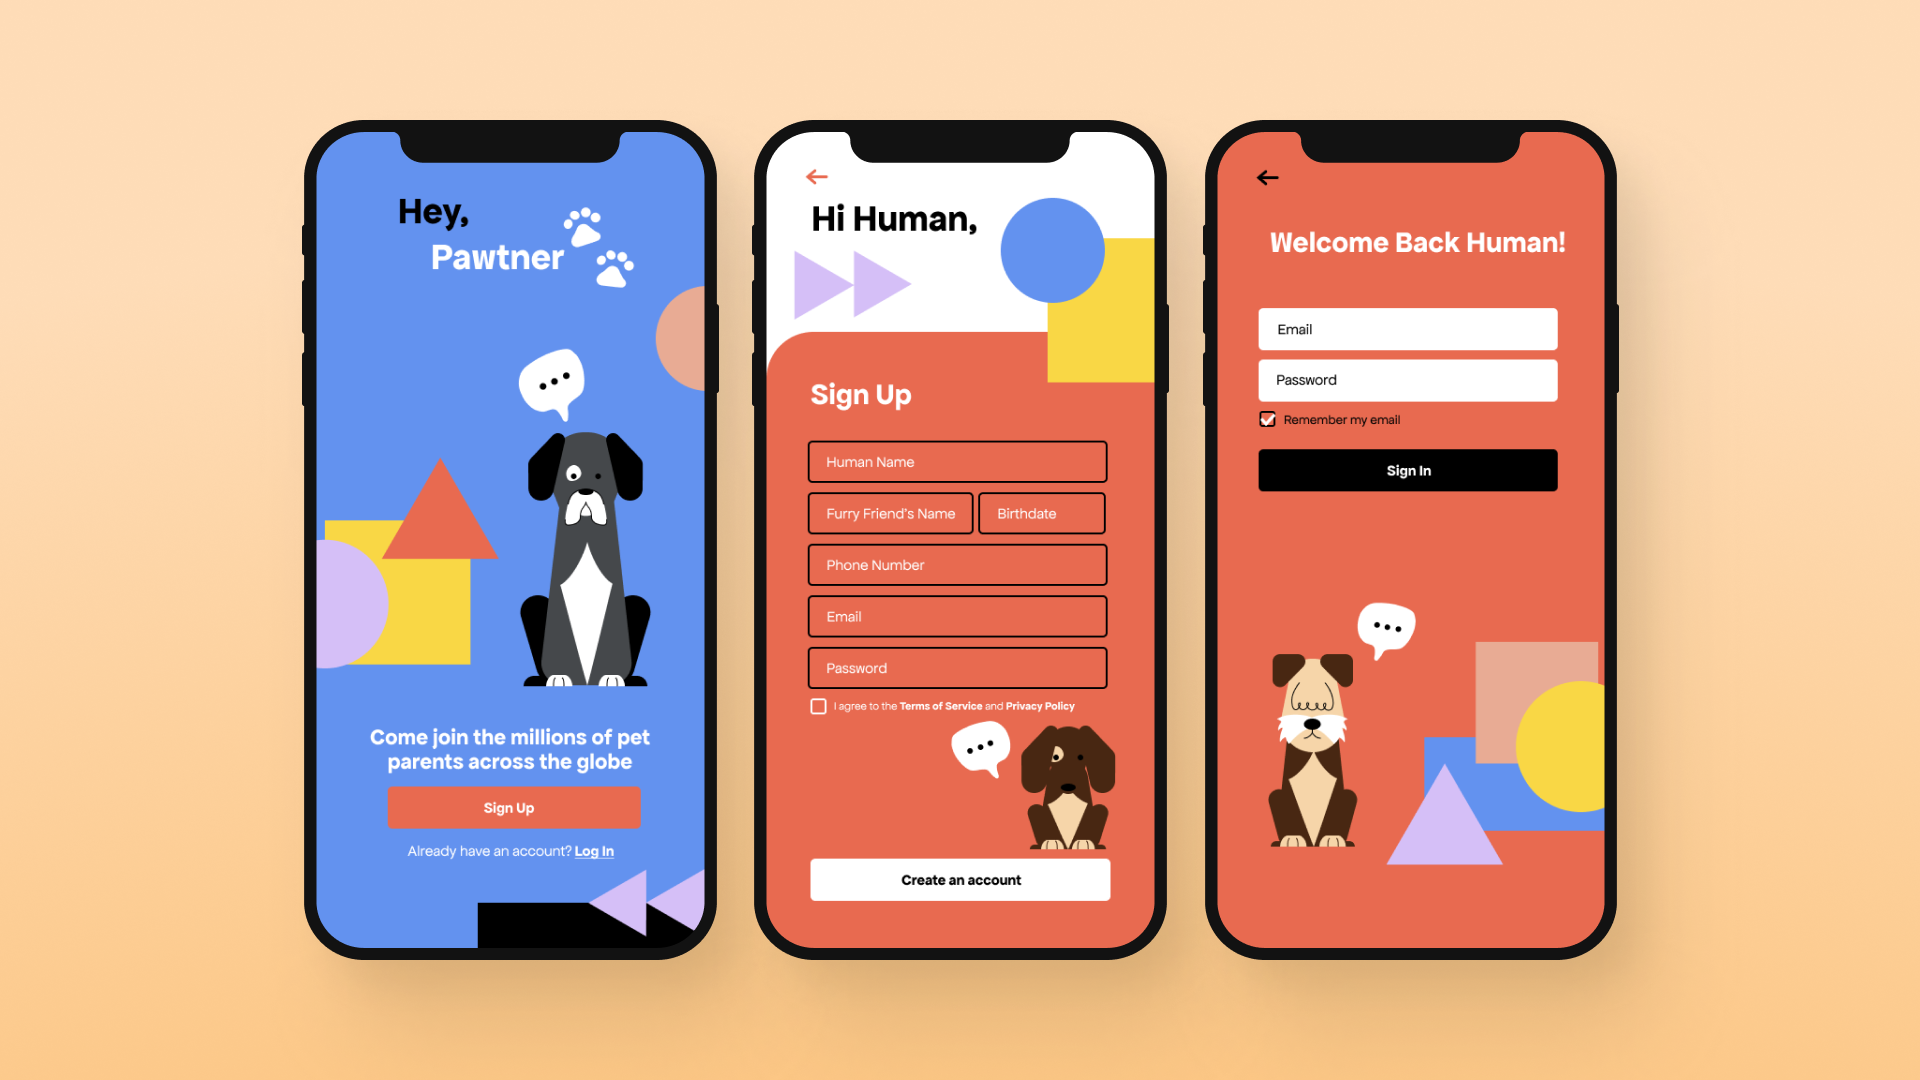 Hey,
Pawtner
Come join the millions of pet
parents across the globe
Sign Up
Already have an account? Log In
Hi Human,
Sign Up
Human Name
Furry Friend's Name
Birthdate
Phone Number
Email
Password
I agree to the Terms of Service and Privacy Policy
Create an account
Welcome Back Human!
Email
Password
Remember my email
Sign In